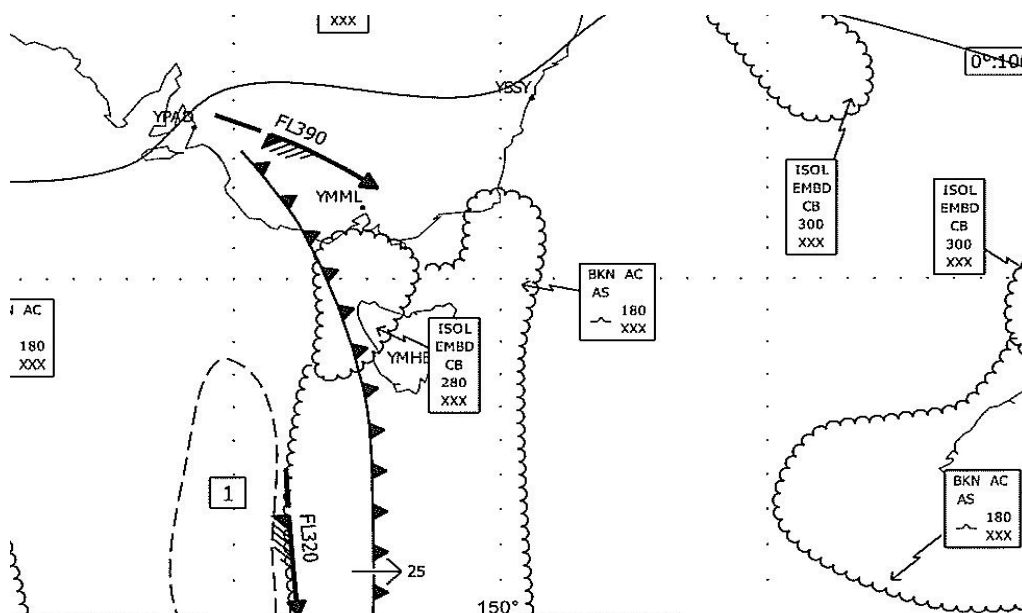 XXX
YSSY
0°:10
YPAD
FL390
ISOL
EMBD
CB
300
XXX
ISOL
EMBD
CB
300
XXX
YMML
BKN AC
AS
180
XXX
N AC
180
XXX
ISOL
EMBD
CB
280
XXX
YMHB
BKN AC
AS
180
XXX
1
FL320
25
150°